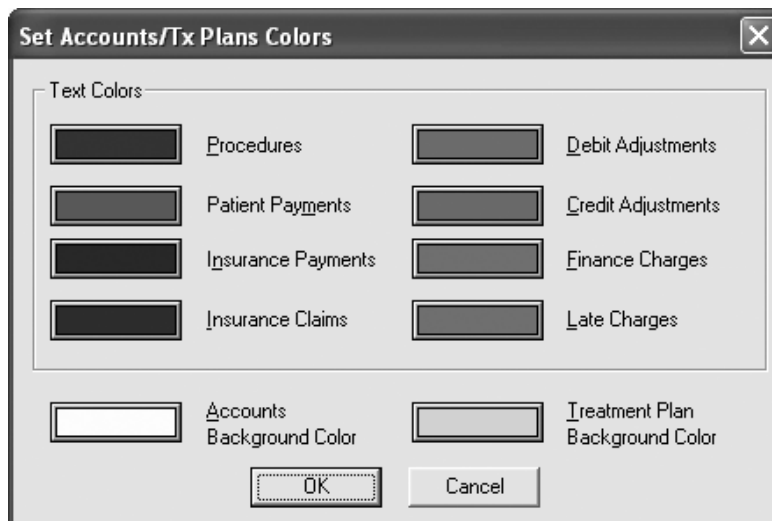 Set Accounts/Tx Plans Colors
Text Colors
Procedures
Debit Adjustments
Patient Payments
Credit Adjustments
Insurance Payments
Finance Charges
Insurance Claims
Late Charges
Accounts
Background Color
Treatment Plan
Background Color
OK
Cancel